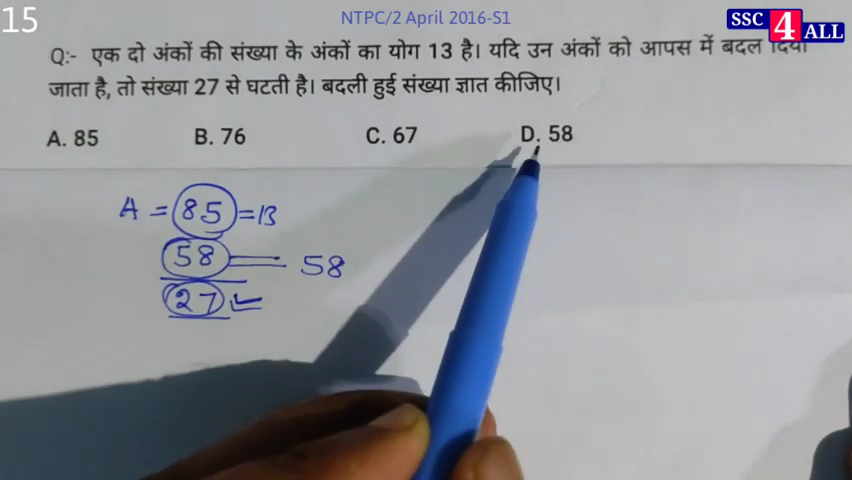 15
NTPC/2 April 2016-S1
SSC 4 ALL
Q:- एक दो अंकों की संख्या के अंकों का योग 13 है। यदि उन अंकों को आपस में बदल दिया
जाता है, तो संख्या 27 से घटती है। बदली हुई संख्या ज्ञात कीजिए।
A. 85 B. 76 C. 67 D. 58
A = 85 = 13
58 = 58
27